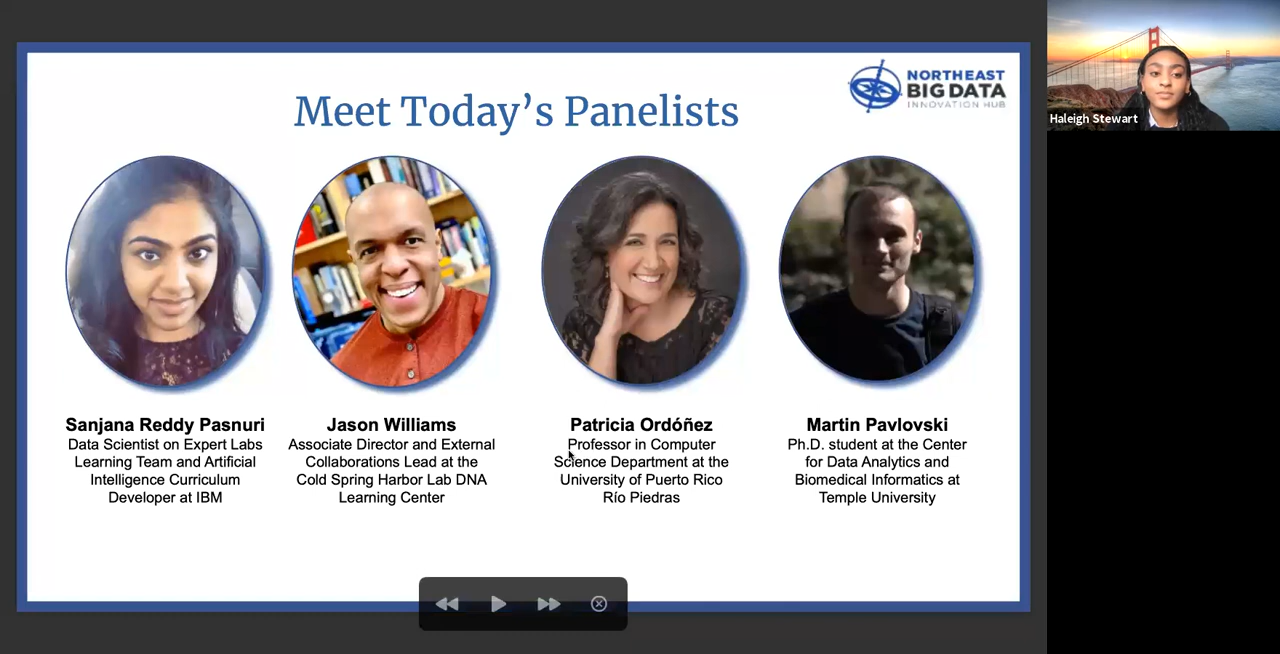 NORTHEAST
BIG DATA
INNOVATION HUB
Meet Today’s Panelists
Haleigh Stewart
Sanjana Reddy Pasnuri
Data Scientist on Expert Labs
Learning Team and Artificial
Intelligence Curriculum
Developer at IBM
Jason Williams
Associate Director and External
Collaborations Lead at the
Cold Spring Harbor Lab DNA
Learning Center
Patricia Ordóñez
Professor in Computer
Science Department at the
University of Puerto Rico
Río Piedras
Martin Pavlovski
Ph.D. student at the Center
for Data Analytics and
Biomedical Informatics at
Temple University